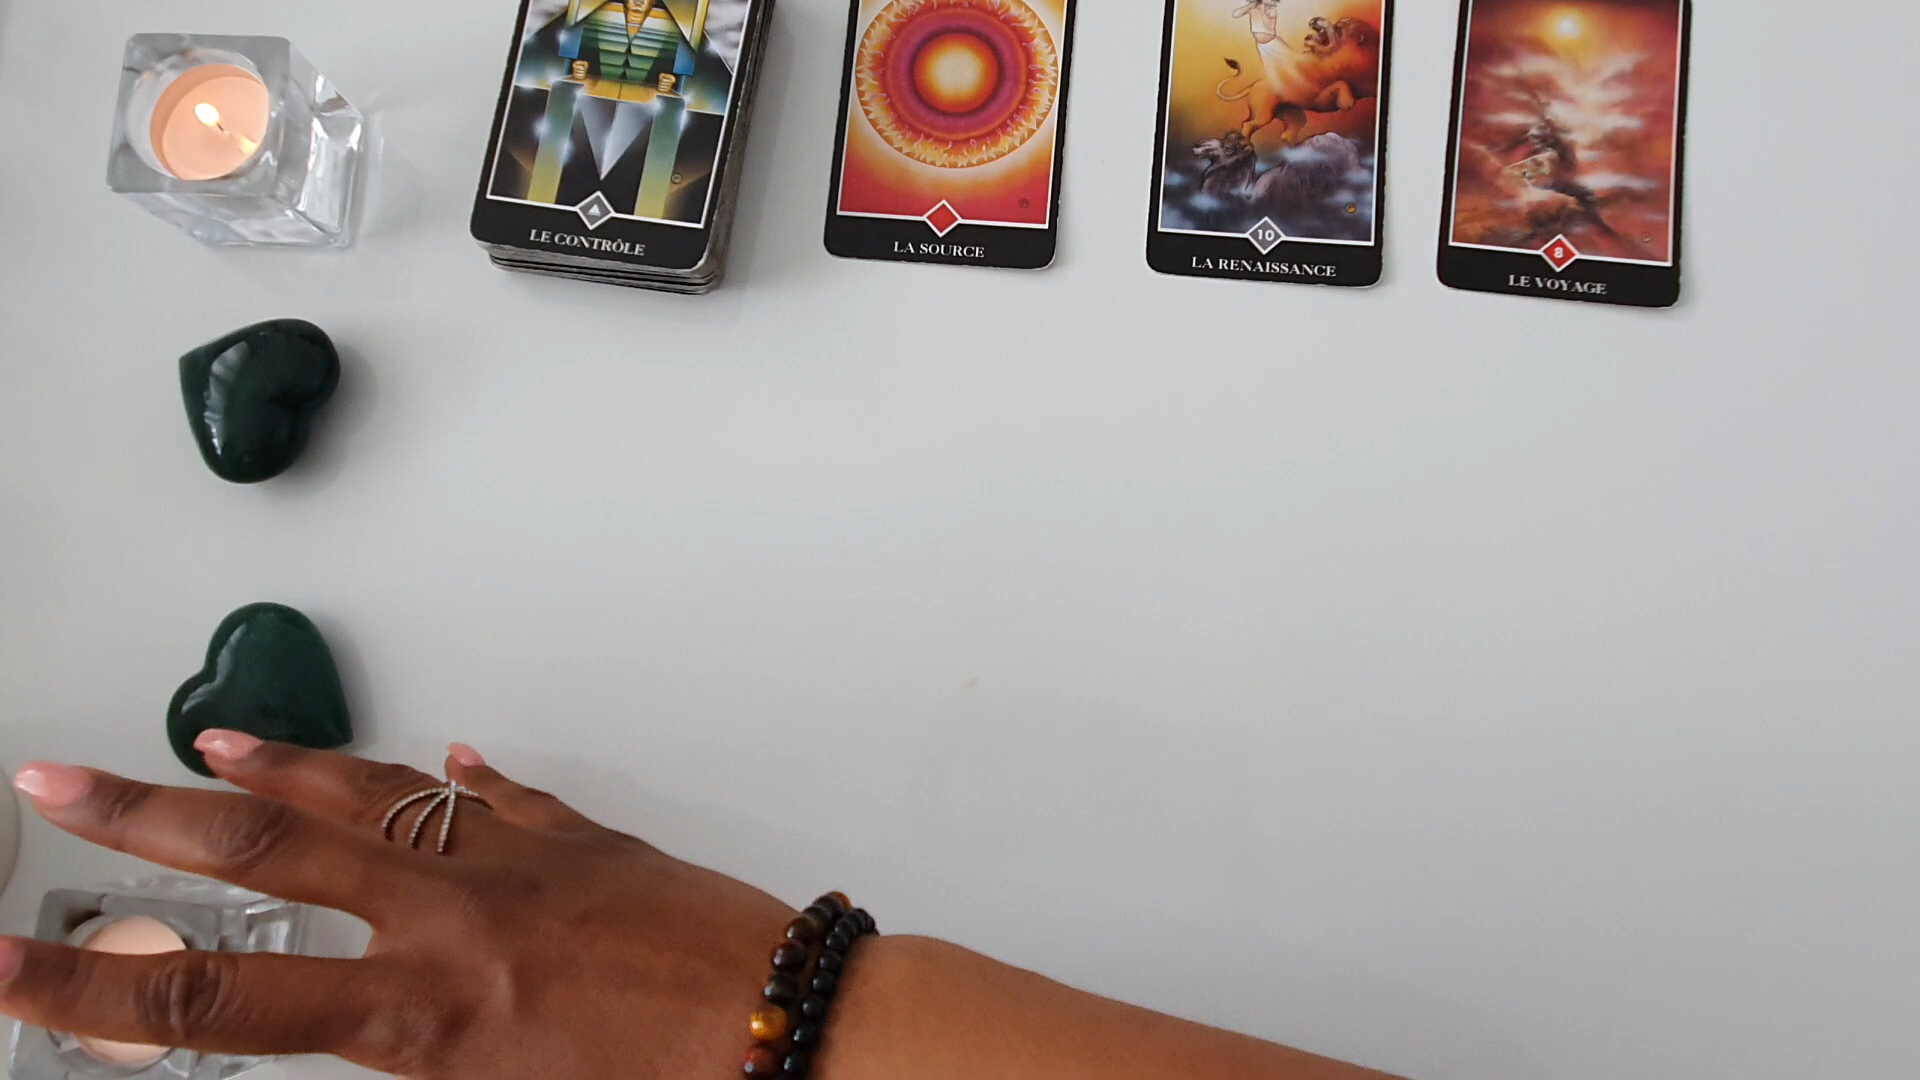 LE CONTRÔLE
LA SOURCE
10
LA RENAISSANCE
8
LE VOYAGE